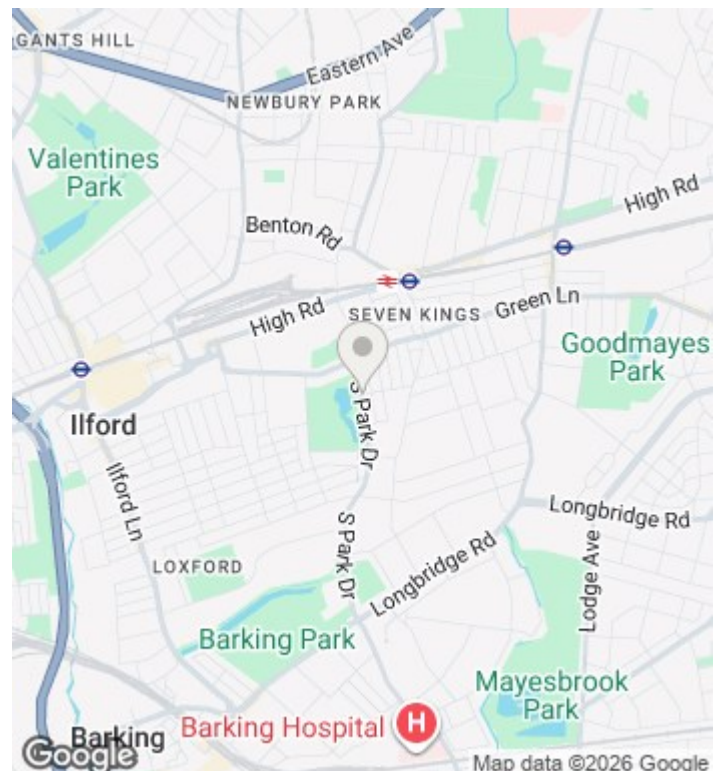 GANTS HILL
Eastern Ave
NEWBURY PARK
Valentines
Park
High Rd
Benton Rd
High Rd
SEVEN KINGS
Green Ln
Goodmayes
Park
Ilford
S Park Dr
Ilford Ln
Longbridge Rd
S Park Dr
Lodge Ave
LOXFORD
Longbridge Rd
Barking Park
Mayesbrook
Park
Barking Hospital
H
Barking
Google
Map data ©2026 Google